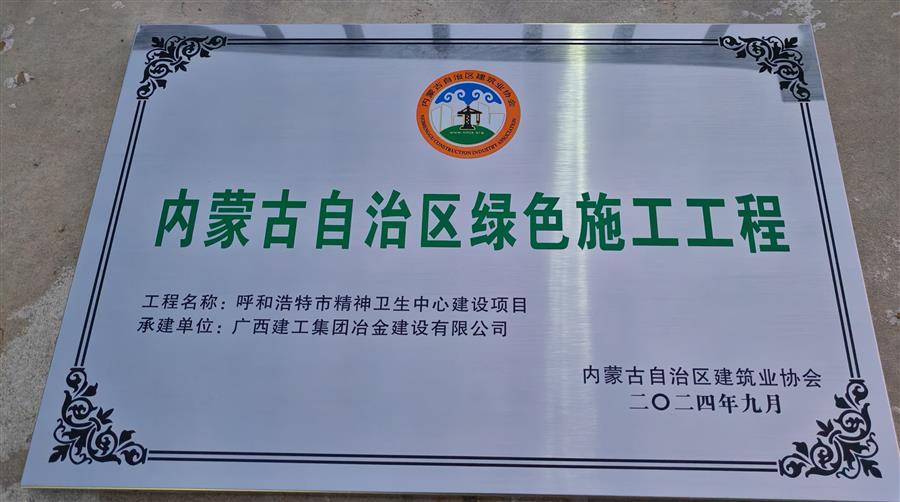 内蒙古自治区建筑业协会
NEIMENGGU CONSTRUCTION INDUSTRY ASSOCIATION
内蒙古自治区绿色施工工程
工程名称：呼和浩特市精神卫生中心建设项目
承建单位：广西建工集团冶金建设有限公司
内蒙古自治区建筑业协会
二〇二四年九月